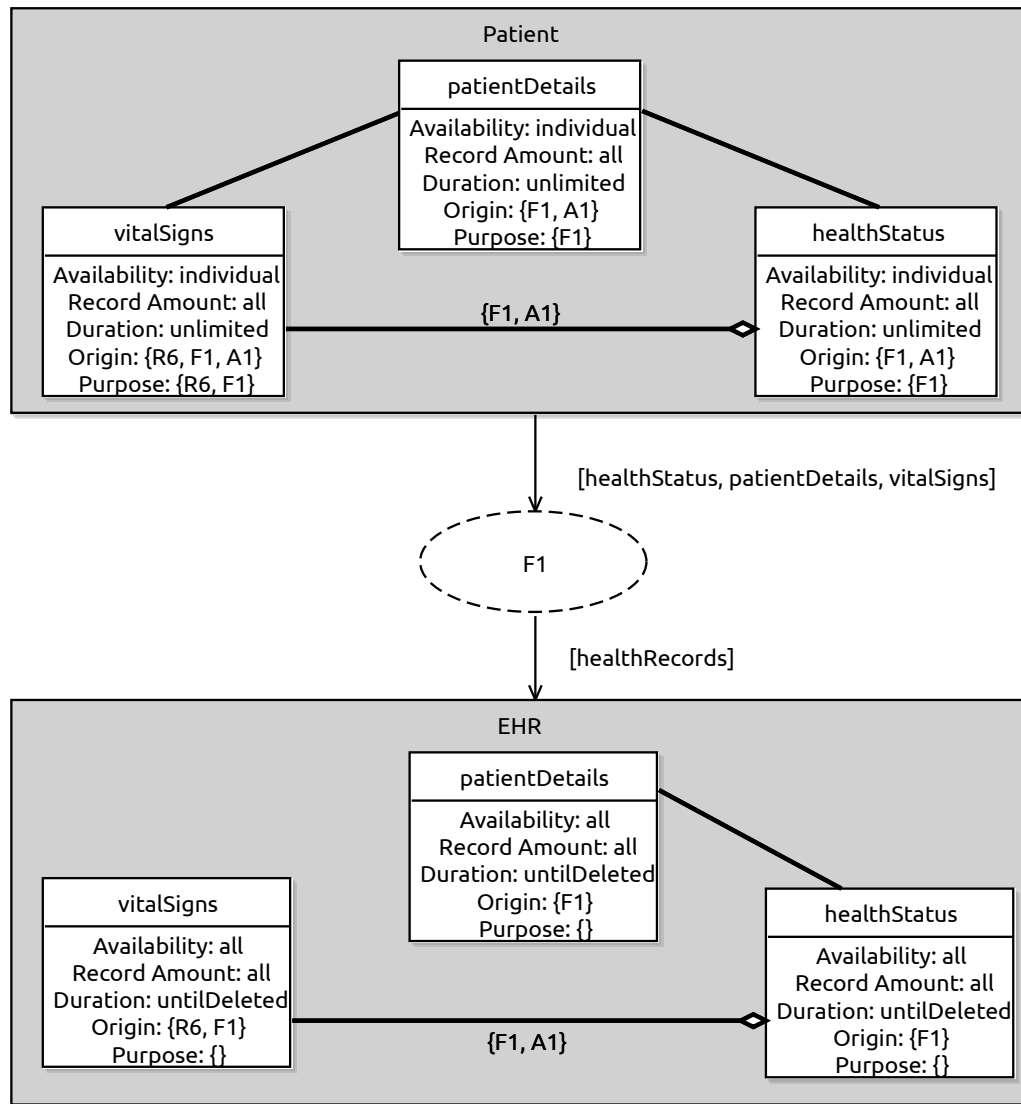 Patient
patientDetails
Availability: individual
Record Amount: all
Duration: unlimited
Origin: {F1, A1}
Purpose: {F1}
vitalSigns
Availability: individual
Record Amount: all
Duration: unlimited
Origin: {R6, F1, A1}
Purpose: {R6, F1}
{F1, A1}
healthStatus
Availability: individual
Record Amount: all
Duration: unlimited
Origin: {F1, A1}
Purpose: {F1}
[healthStatus, patientDetails, vitalSigns]
F1
[healthRecords]
EHR
patientDetails
Availability: all
Record Amount: all
Duration: untilDeleted
Origin: {F1}
Purpose: {}
vitalSigns
Availability: all
Record Amount: all
Duration: untilDeleted
Origin: {R6, F1}
Purpose: {}
{F1, A1}
healthStatus
Availability: all
Record Amount: all
Duration: untilDeleted
Origin: {F1}
Purpose: {}